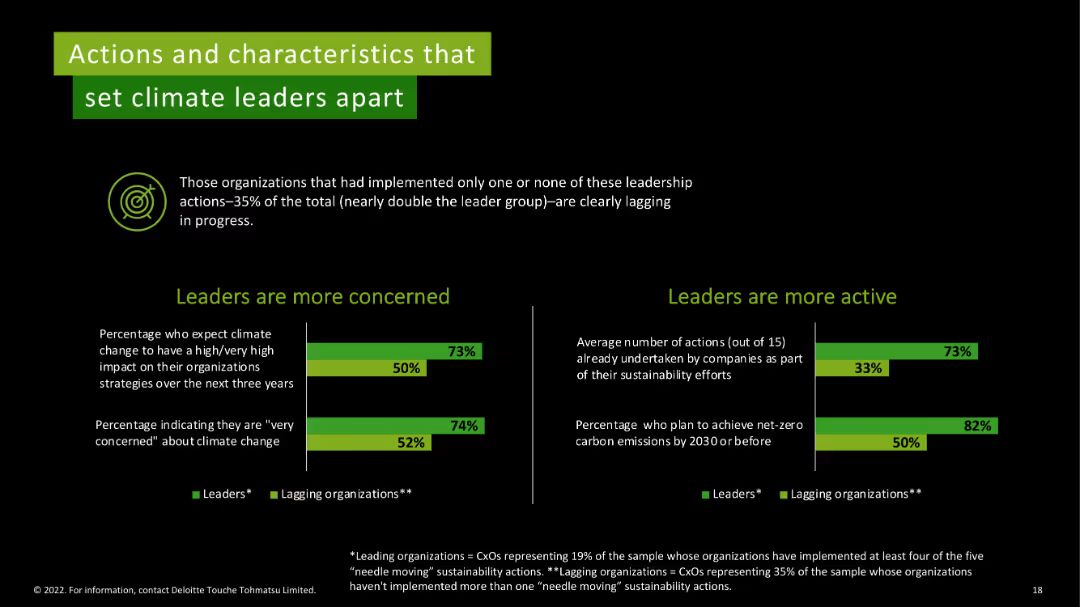 Actions and characteristics that
set climate leaders apart
Those organizations that had implemented only one or none of these leadership
actions–35% of the total (nearly double the leader group)–are clearly lagging
in progress.
Leaders are more concerned
Percentage who expect climate
change to have a high/very high
impact on their organizations
strategies over the next three years
73%
50%
Percentage indicating they are "very
concerned" about climate change
74%
52%
Leaders*
Lagging organizations**
Leaders are more active
Average number of actions (out of 15)
already undertaken by companies as part
of their sustainability efforts
73%
33%
Percentage who plan to achieve net-zero
carbon emissions by 2030 or before
82%
50%
Leaders*
Lagging organizations**
*Leading organizations = CxOs representing 19% of the sample whose organizations have implemented at least four of the five
“needle moving” sustainability actions. **Lagging organizations = CxOs representing 35% of the sample whose organizations
haven't implemented more than one “needle moving” sustainability actions.
© 2022. For information, contact Deloitte Touche Tohmatsu Limited.
18